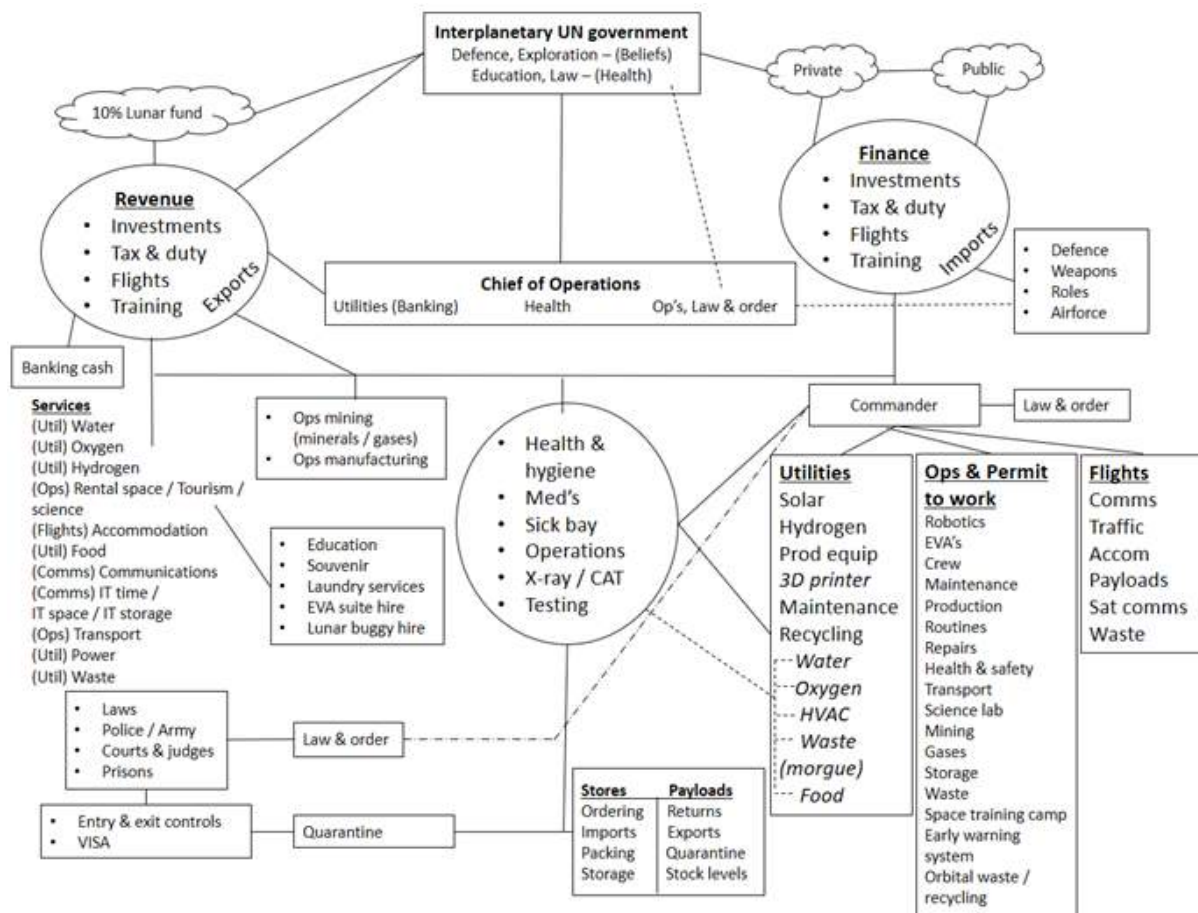 Interplanetary UN government
Defence, Exploration – (Beliefs)
Education, Law – (Health)
Private
Public
10% Lunar fund
Revenue
• Investments
• Tax & duty
• Flights
• Training
Exports
Finance
• Investments
• Tax & duty
• Flights
• Training
Imports
• Defence
• Weapons
• Roles
• Airforce
Chief of Operations
Utilities (Banking) Health Op's, Law & order
Banking cash
Services
(Util) Water
(Util) Oxygen
(Util) Hydrogen
(Ops) Rental space / Tourism /
science
(Flights) Accommodation
(Util) Food
(Comms) Communications
(Comms) IT time /
IT space / IT storage
(Ops) Transport
(Util) Power
(Util) Waste
• Ops mining
(minerals / gases)
• Ops manufacturing
• Education
• Souvenir
• Laundry services
• EVA suite hire
• Lunar buggy hire
• Health &
hygiene
• Med's
• Sick bay
• Operations
• X-ray / CAT
• Testing
Commander
Law & order
Utilities
Solar
Hydrogen
Prod equip
3D printer
Maintenance
Recycling
Water
Oxygen
HVAC
Waste
(morgue)
Food
Ops & Permit
to work
Robotics
EVA's
Crew
Maintenance
Production
Routines
Repairs
Health & safety
Transport
Science lab
Mining
Gases
Storage
Waste
Space training camp
Early warning
system
Orbital waste /
recycling
Flights
Comms
Traffic
Accom
Payloads
Sat comms
Waste
• Laws
• Police / Army
• Courts & judges
• Prisons
Law & order
• Entry & exit controls
• VISA
Quarantine
Stores Payloads
Ordering Returns
Imports Exports
Packing Quarantine
Storage Stock levels